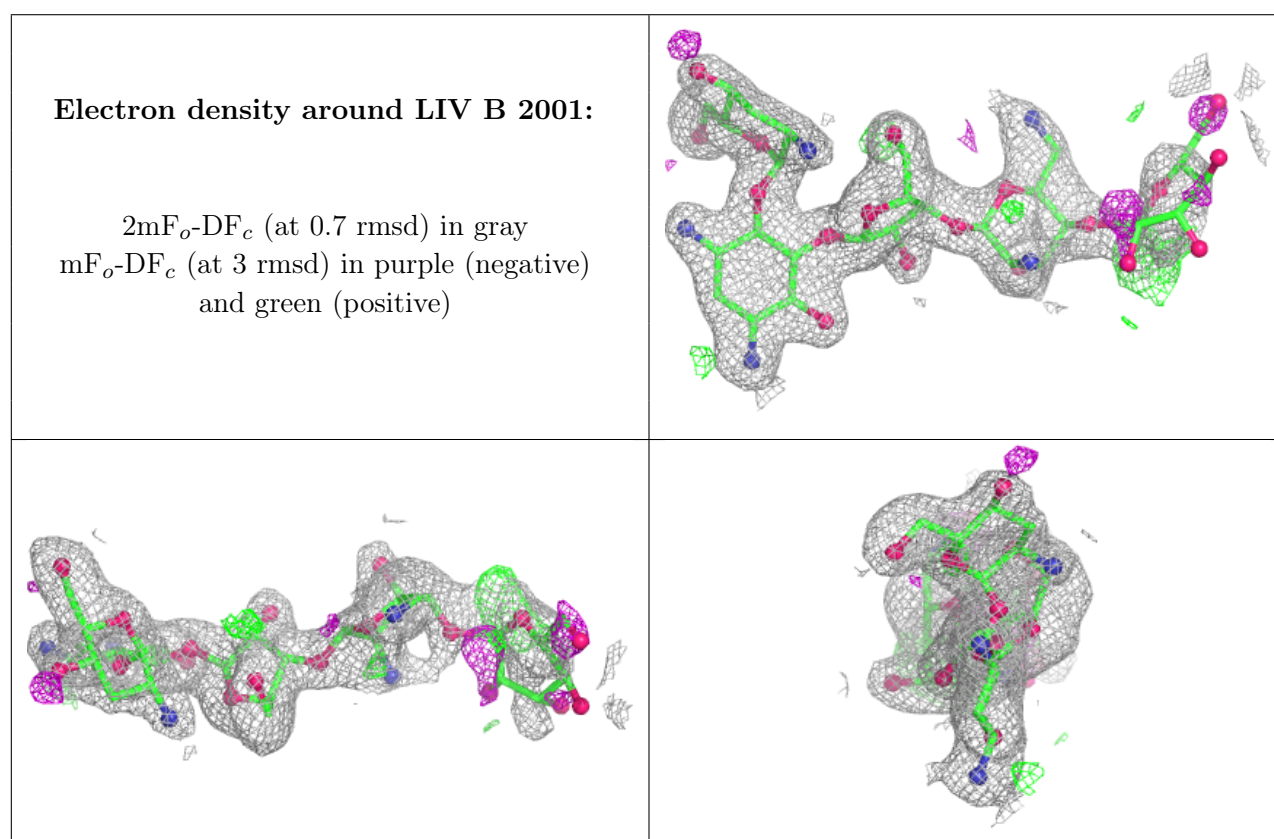 Electron density around LIV B 2001:
2mFo-DFc (at 0.7 rmsd) in gray
mFo-DFc (at 3 rmsd) in purple (negative)
and green (positive)